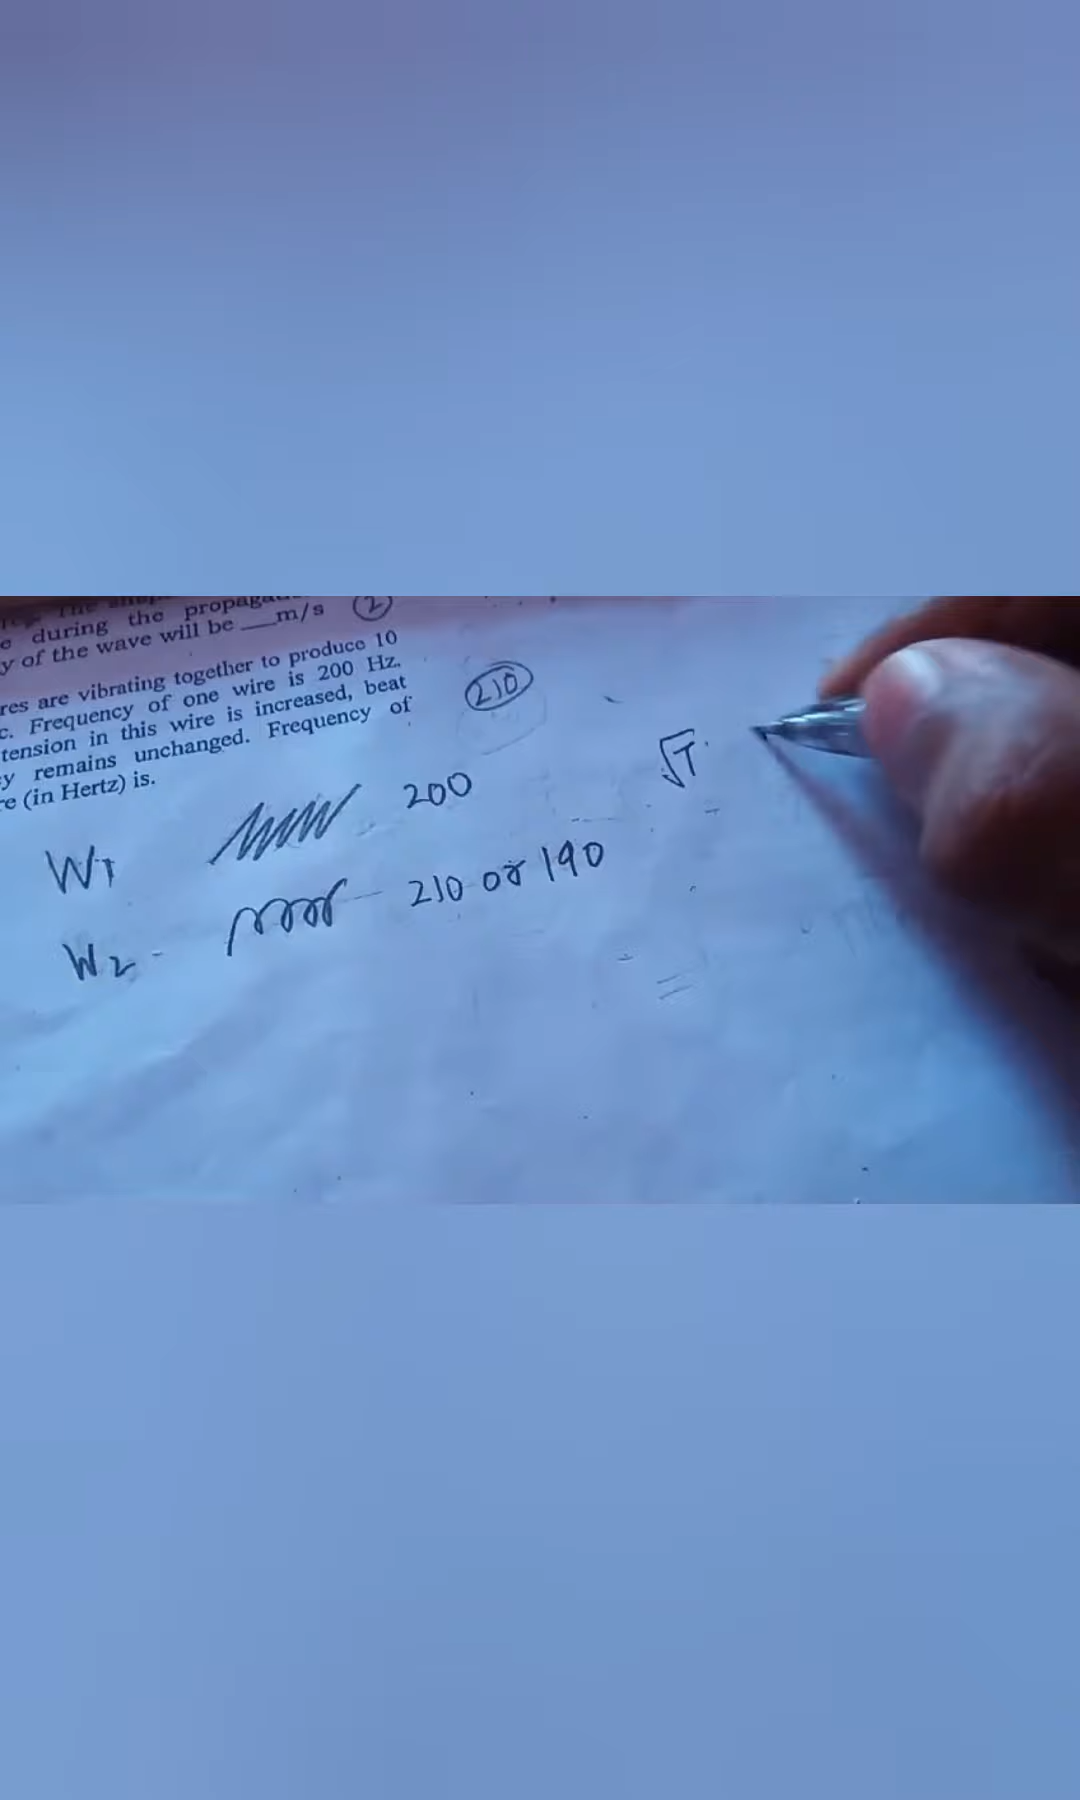 e during the
y of the wave will be ___m/s (2)
res are vibrating together to produce 10
c. Frequency of one wire is 200 Hz.
tension in this wire is increased, beat
y remains unchanged. Frequency of
re (in Hertz) is.
210
√T
W1 200
W2 - 210 or 190
=